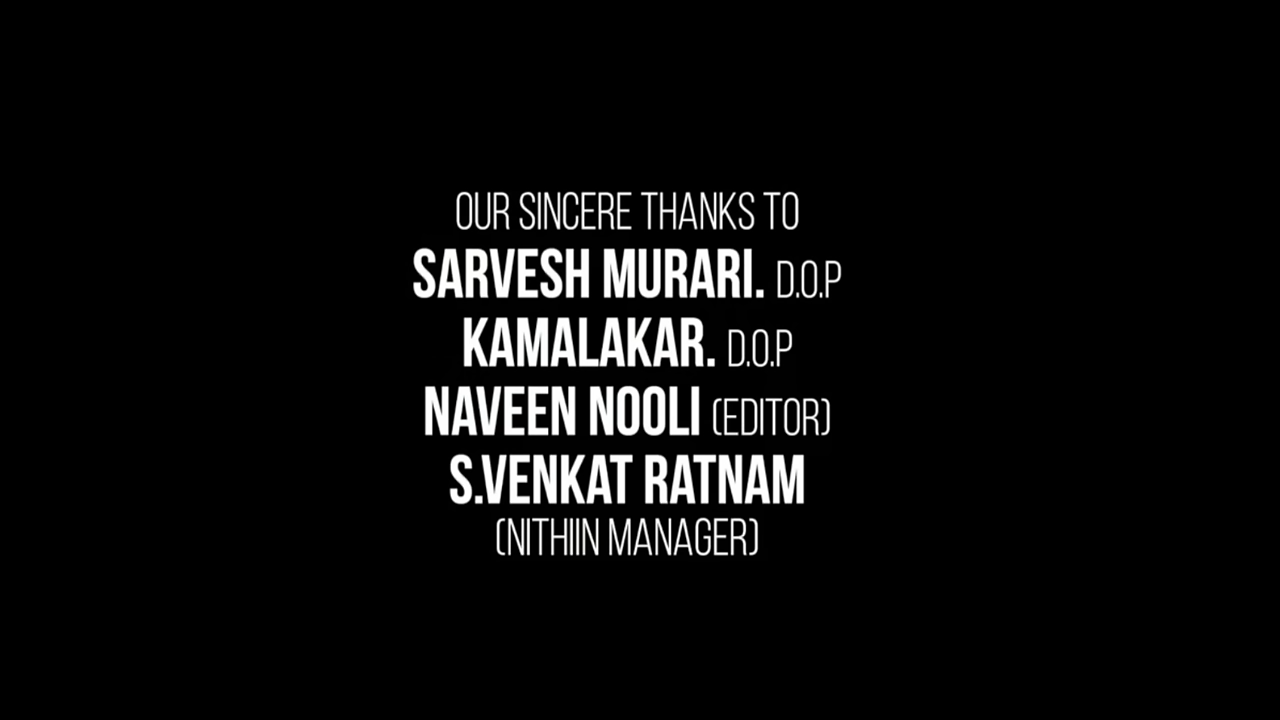 OUR SINCERE THANKS TO
SARVESH MURARI. D.O.P
KAMALAKAR. D.O.P
NAVEEN NOOLI (EDITOR)
S.VENKAT RATNAM
(NITHIIN MANAGER)